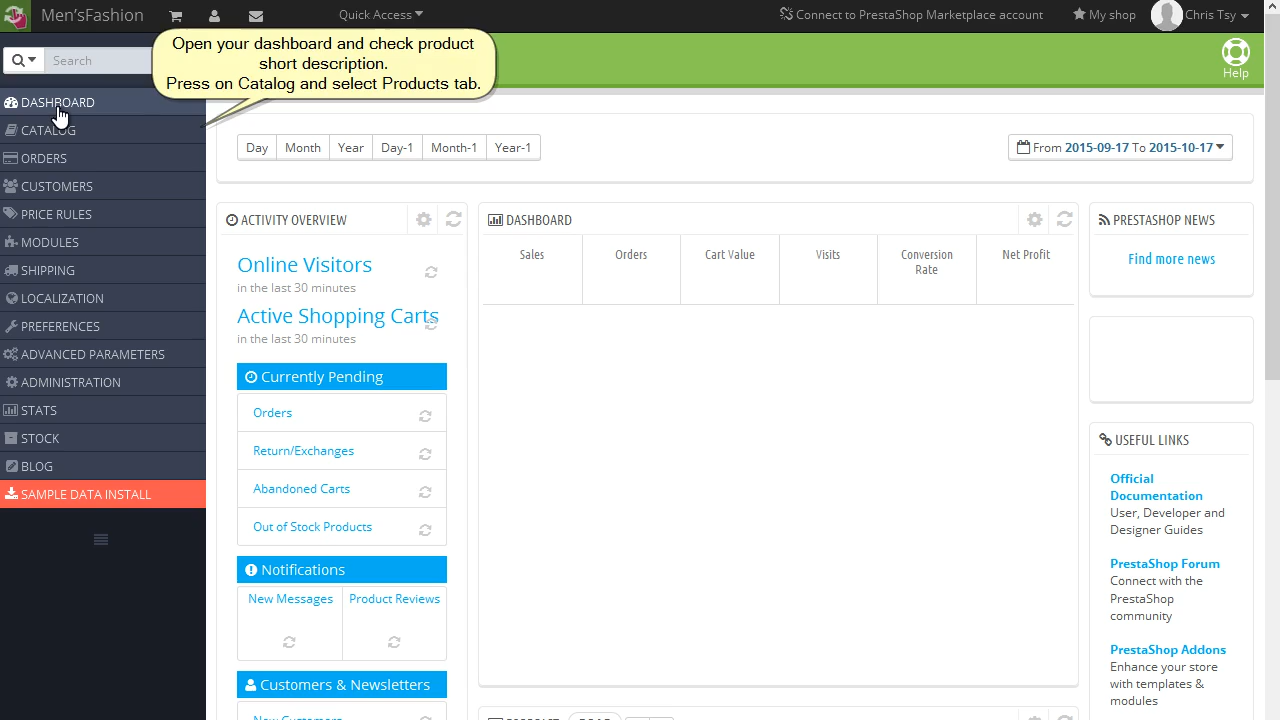 Men'sFashion
Quick Access
Connect to PrestaShop Marketplace account
My shop
Chris Tsy
Search
Open your dashboard and check product
short description.
Press on Catalog and select Products tab.
Help
DASHBOARD
CATALOG
ORDERS
CUSTOMERS
PRICE RULES
MODULES
SHIPPING
LOCALIZATION
PREFERENCES
ADVANCED PARAMETERS
ADMINISTRATION
STATS
STOCK
BLOG
SAMPLE DATA INSTALL
Day Month Year Day-1 Month-1 Year-1
From 2015-09-17 To 2015-10-17
ACTIVITY OVERVIEW
Online Visitors
in the last 30 minutes
Active Shopping Carts
in the last 30 minutes
Currently Pending
Orders
Return/Exchanges
Abandoned Carts
Out of Stock Products
Notifications
New Messages
Product Reviews
Customers & Newsletters
New Customers
DASHBOARD
Sales
Orders
Cart Value
Visits
Conversion
Rate
Net Profit
PRESTASHOP NEWS
Find more news
USEFUL LINKS
Official
Documentation
User, Developer and
Designer Guides
PrestaShop Forum
Connect with the
PrestaShop
community
PrestaShop Addons
Enhance your store
with templates &
modules